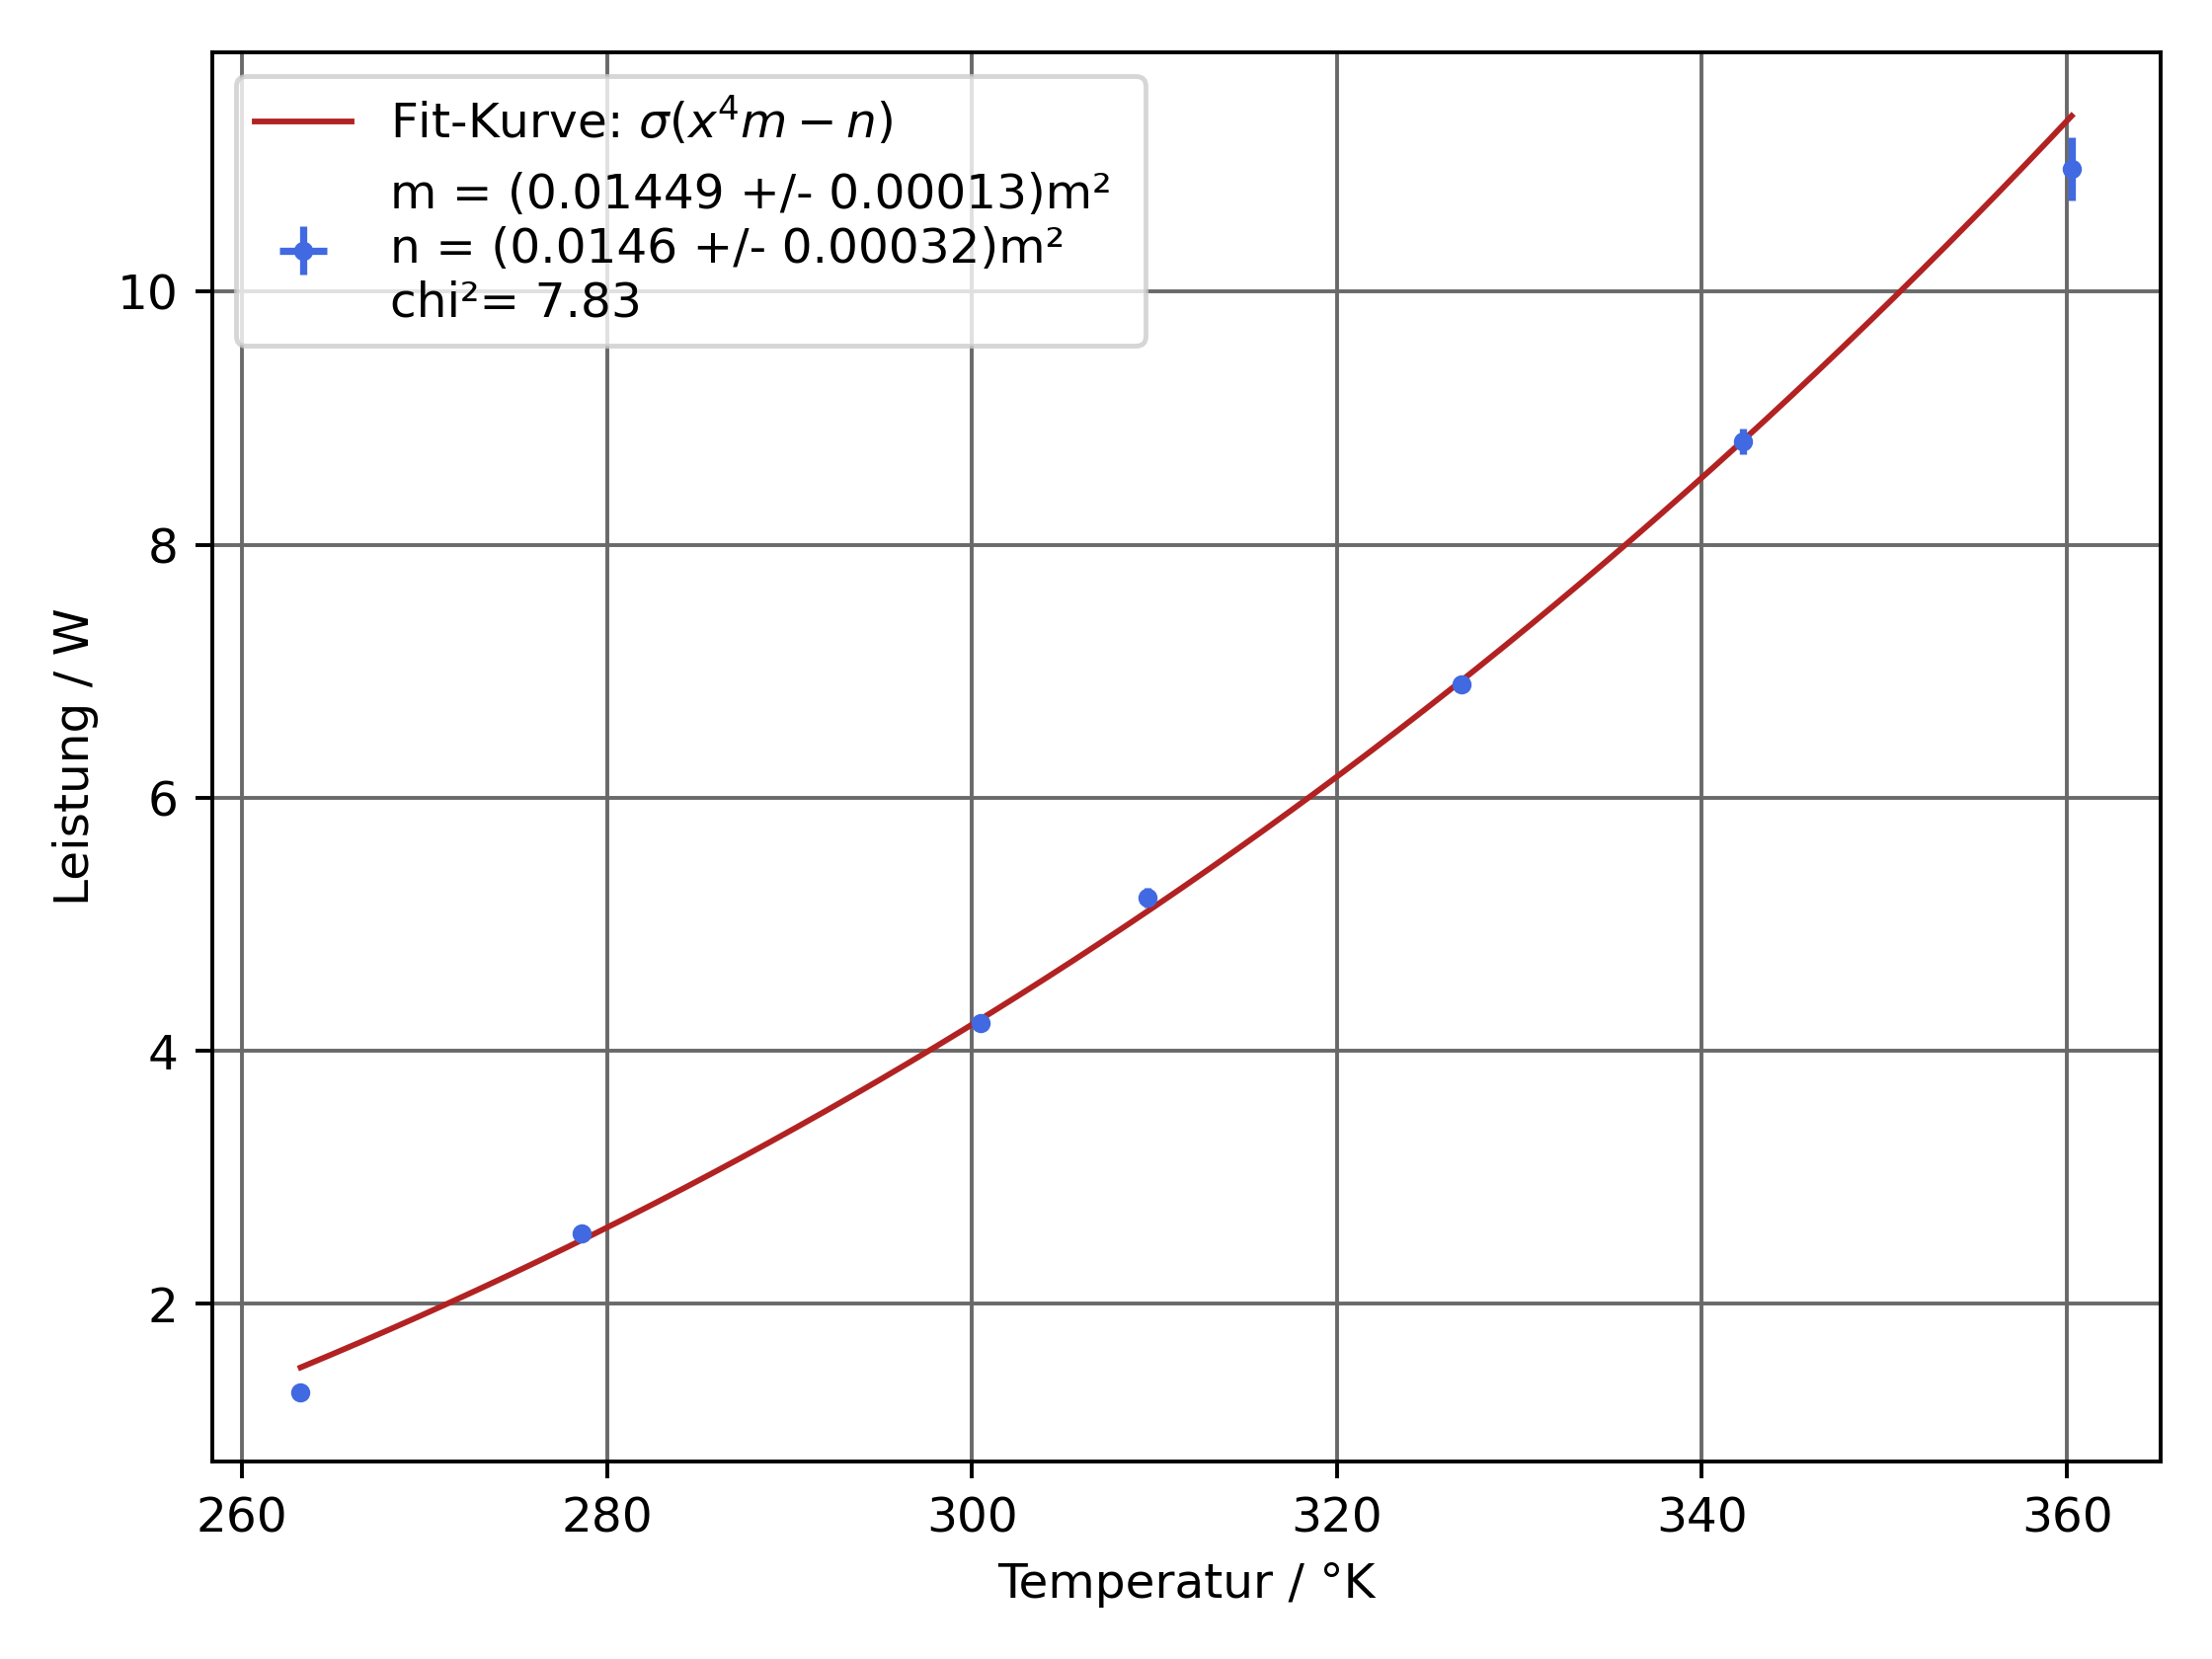 Fit-Kurve: σ(x⁴m − n)
m = (0.01449 +/- 0.00013)m²
n = (0.0146 +/- 0.00032)m²
chi²= 7.83
10
8
6
4
2
Leistung / W
260 280 300 320 340 360
Temperatur / °K